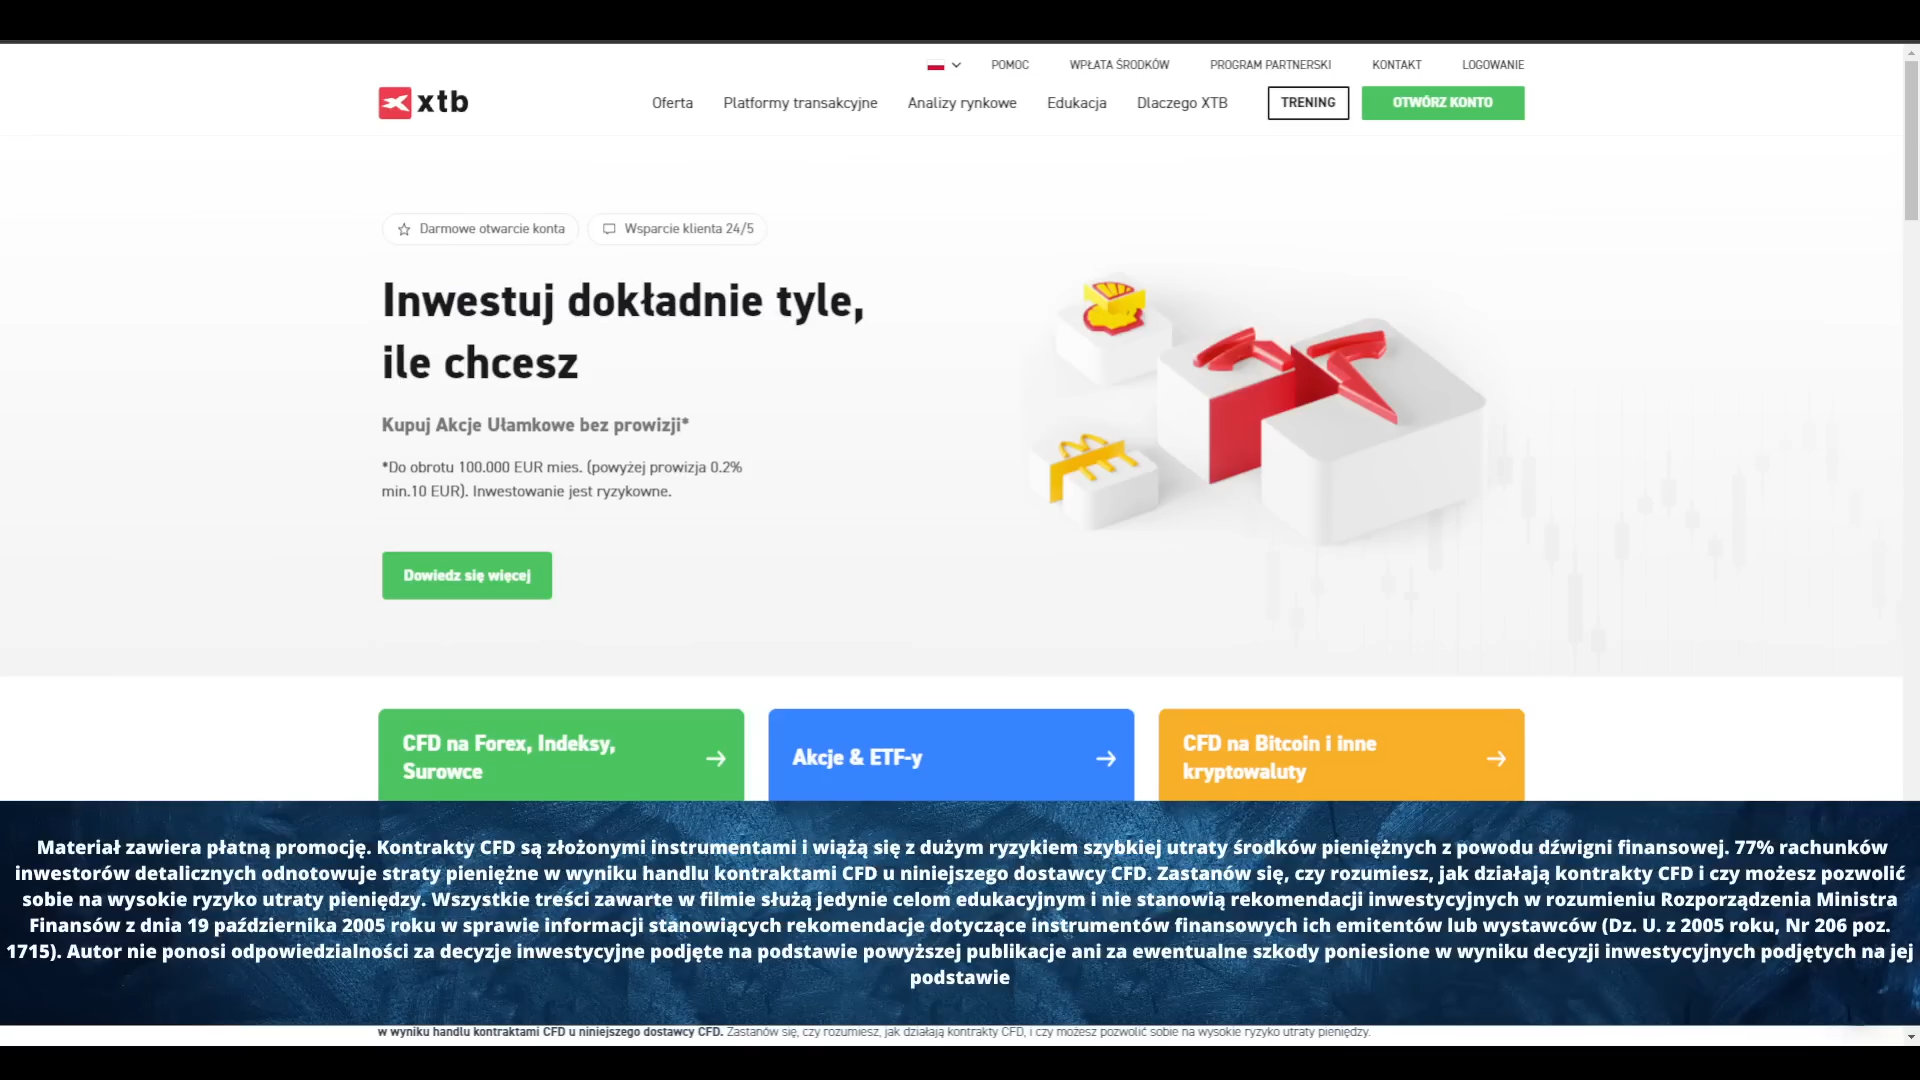 POMOC WPŁATA ŚRODKÓW PROGRAM PARTNERSKI KONTAKT LOGOWANIE
xtb
Oferta Platformy transakcyjne Analizy rynkowe Edukacja Dlaczego XTB TRENING OTWÓRZ KONTO
Darmowe otwarcie konta Wsparcie klienta 24/5
Inwestuj dokładnie tyle,
ile chcesz
Kupuj Akcje Ułamkowe bez prowizji*
*Do obrotu 100.000 EUR mies. (powyżej prowizja 0.2%
min.10 EUR). Inwestowanie jest ryzykowne.
Dowiedz się więcej
CFD na Forex, Indeksy,
Surowce
Akcje & ETF-y
CFD na Bitcoin i inne
kryptowaluty
Materiał zawiera płatną promocję. Kontrakty CFD są złożonymi instrumentami i wiążą się z dużym ryzykiem szybkiej utraty środków pieniężnych z powodu dźwigni finansowej. 77% rachunków
inwestorów detalicznych odnotowuje straty pieniężne w wyniku handlu kontraktami CFD u niniejszego dostawcy CFD. Zastanów się, czy rozumiesz, jak działają kontrakty CFD i czy możesz pozwolić
sobie na wysokie ryzyko utraty pieniędzy. Wszystkie treści zawarte w filmie służą jedynie celom edukacyjnym i nie stanowią rekomendacji inwestycyjnych w rozumieniu Rozporządzenia Ministra
Finansów z dnia 19 października 2005 roku w sprawie informacji stanowiących rekomendacje dotyczące instrumentów finansowych ich emitentów lub wystawców (Dz. U. z 2005 roku, Nr 206 poz.
1715). Autor nie ponosi odpowiedzialności za decyzje inwestycyjne podjęte na podstawie powyższej publikacje ani za ewentualne szkody poniesione w wyniku decyzji inwestycyjnych podjętych na jej
podstawie
w wyniku handlu kontraktami CFD u niniejszego dostawcy CFD. Zastanów się, czy rozumiesz, jak działają kontrakty CFD, i czy możesz pozwolić sobie na wysokie ryzyko utraty pieniędzy.